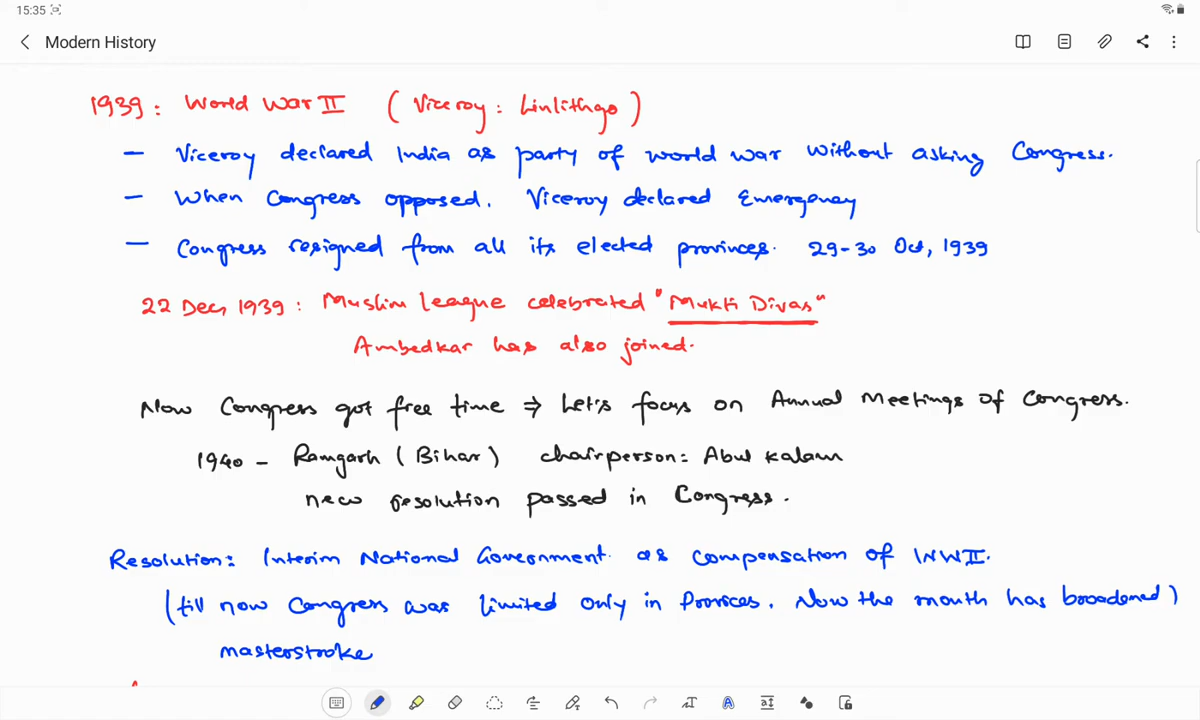 15:35
Modern History
1939: World War II (Viceroy: Linlithgo)
– Viceroy declared India as party of world war without asking Congress.
– When Congress opposed. Viceroy declared Emergency
– Congress resigned from all its elected provinces. 29-30 Oct, 1939
22 Dec, 1939: Muslim league celebrated "Mukti Divas"
Ambedkar has also joined.
Now Congress got free time ⇒ Let's focus on Annual Meetings of Congress.
1940 – Ramgarh (Bihar) chairperson: Abul Kalam
new resolution passed in Congress.
Resolution: Interim National Government as compensation of WWII.
(till now Congress was limited only in Provices. Now the mouth has broadened)
masterstroke